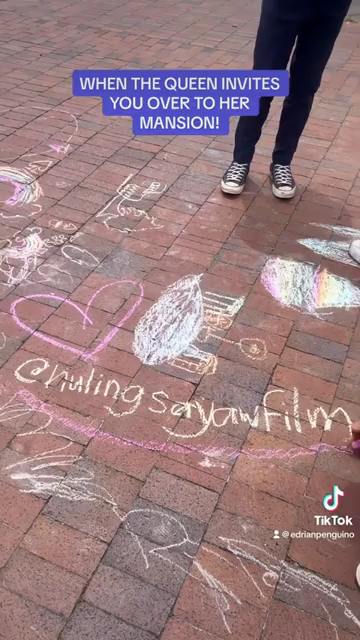 WHEN THE QUEEN INVITES
YOU OVER TO HER
MANSION!
@hulingsayawfilm
TikTok
@edrianpenguino